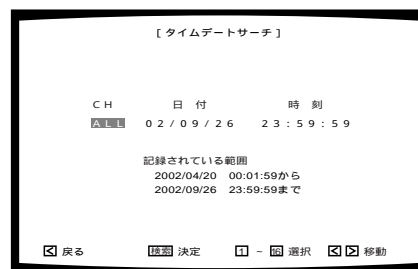 [タイムデートサーチ]
CH 日 付 時 刻
ALL 02/09/26 23:59:59
記録されている範囲
2002/04/20 00:01:59から
2002/09/26 23:59:59まで
< 戻る 検索 決定 1 ~ 16 選択 < > 移動